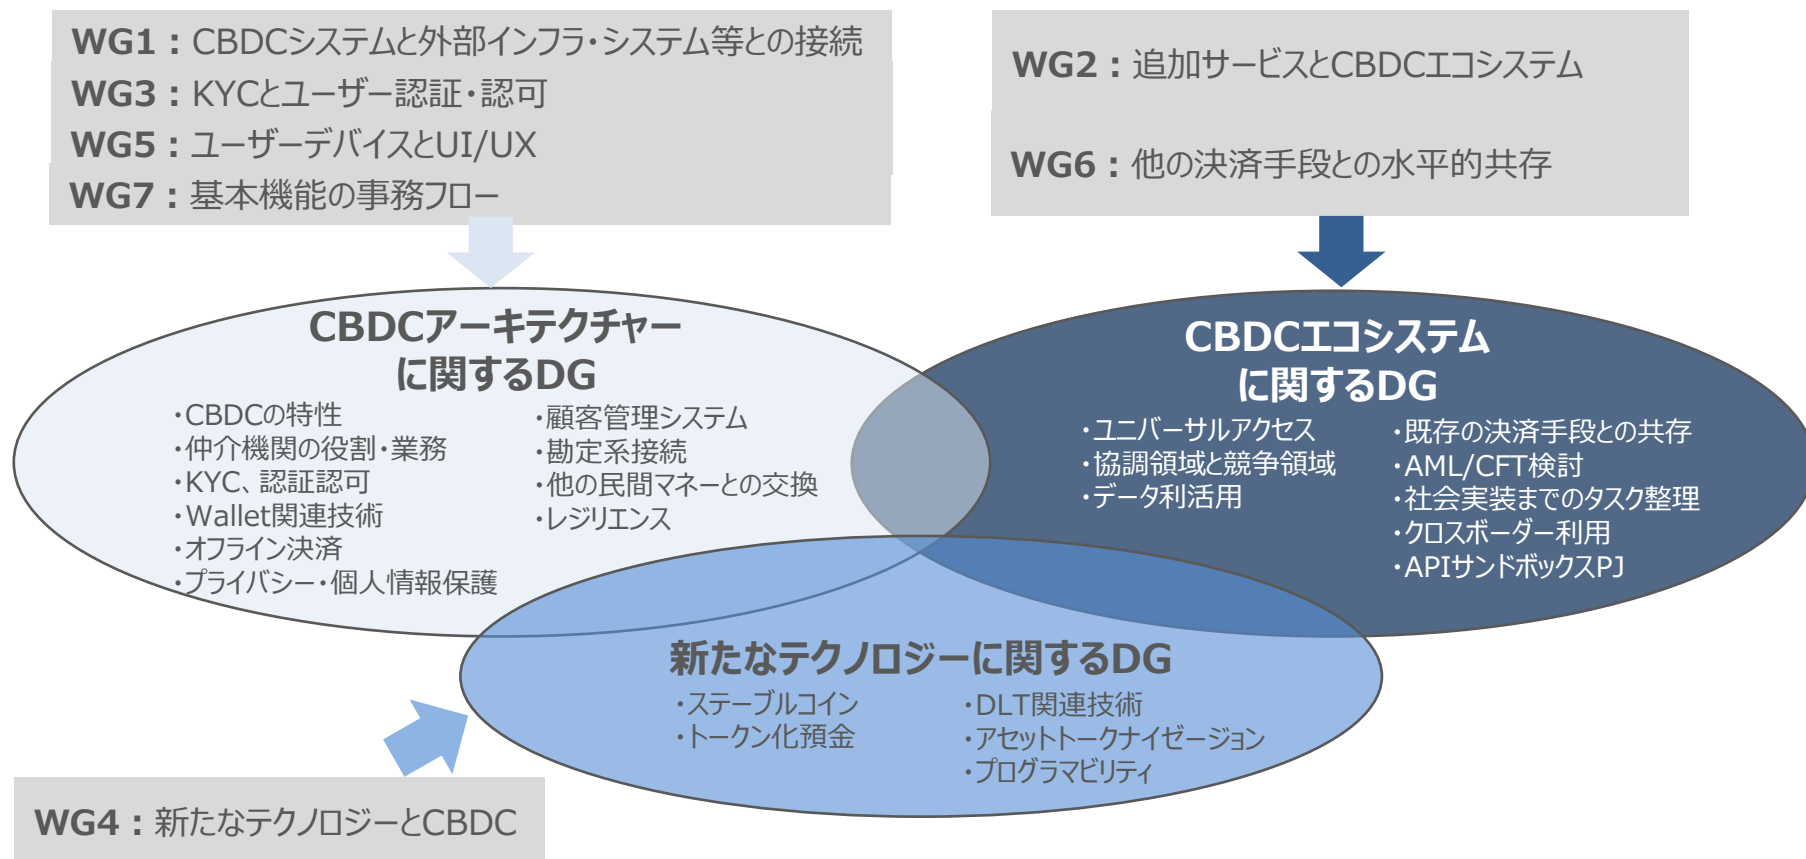 WG1：CBDCシステムと外部インフラ・システム等との接続
WG3：KYCとユーザー認証・認可
WG5：ユーザーデバイスとUI/UX
WG7：基本機能の事務フロー
WG2：追加サービスとCBDCエコシステム
WG6：他の決済手段との水平的共存
CBDCアーキテクチャー
に関するDG
・CBDCの特性
・仲介機関の役割・業務
・KYC、認証認可
・Wallet関連技術
・オフライン決済
・プライバシー・個人情報保護
・顧客管理システム
・勘定系接続
・他の民間マネーとの交換
・レジリエンス
CBDCエコシステム
に関するDG
・ユニバーサルアクセス
・協調領域と競争領域
・データ利活用
・既存の決済手段との共存
・AML/CFT検討
・社会実装までのタスク整理
・クロスボーダー利用
・APIサンドボックスPJ
新たなテクノロジーに関するDG
・ステーブルコイン
・トークン化預金
・DLT関連技術
・アセットトークナイゼージョン
・プログラマビリティ
WG4：新たなテクノロジーとCBDC